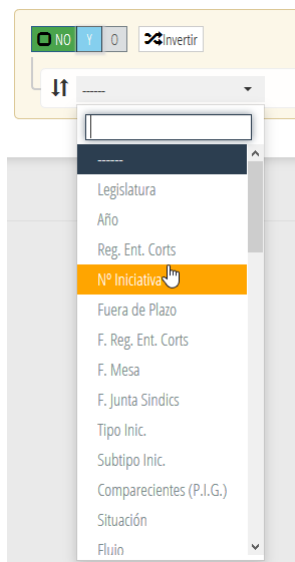 NO Y O Invertir
------
------
Legislatura
Año
Reg. Ent. Corts
Nº Iniciativa
Fuera de Plazo
F. Reg. Ent. Corts
F. Mesa
F. Junta Sindics
Tipo Inic.
Subtipo Inic.
Comparecientes (P.I.G.)
Situación
Flujo